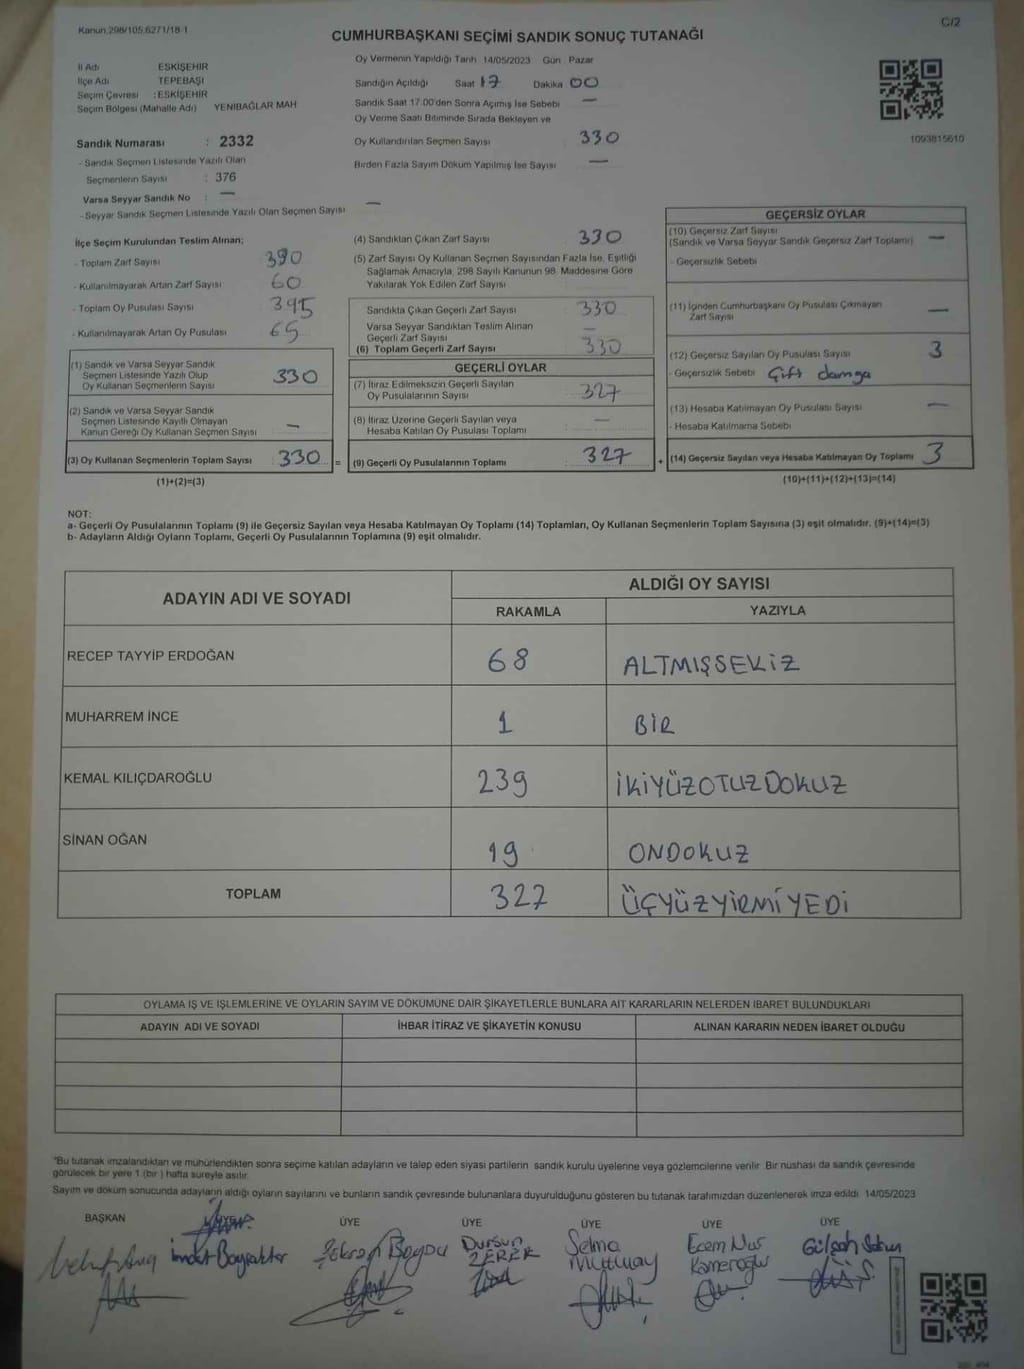 Kanun,298/105,6271/18-1
C/2
CUMHURBAŞKANI SEÇİMİ SANDIK SONUÇ TUTANAĞI
İl Adı ESKİŞEHİR
İlçe Adı TEPEBAŞI
Seçim Çevresi : ESKİŞEHİR
Seçim Bölgesi (Mahalle Adı) YENİBAĞLAR MAH
Sandık Numarası : 2332
- Sandık Seçmen Listesinde Yazılı Olan
Seçmenlerin Sayısı : 376
Varsa Seyyar Sandık No : —
- Seyyar Sandık Seçmen Listesinde Yazılı Olan Seçmen Sayısı —
Oy Vermenin Yapıldığı Tarih 14/05/2023 Gün Pazar
Sandığın Açıldığı Saat 17 Dakika 00
Sandık Saat 17.00'den Sonra Açılmış İse Sebebi —
Oy Verme Saati Bitiminde Sırada Bekleyen ve
Oy Kullandırılan Seçmen Sayısı 330
Birden Fazla Sayım Döküm Yapılmış İse Sayısı —
1093815610
İlçe Seçim Kurulundan Teslim Alınan;
- Toplam Zarf Sayısı 390
- Kullanılmayarak Artan Zarf Sayısı 60
- Toplam Oy Pusulası Sayısı 395
- Kullanılmayarak Artan Oy Pusulası 65
(1) Sandık ve Varsa Seyyar Sandık
Seçmen Listesinde Yazılı Olup
Oy Kullanan Seçmenlerin Sayısı 330
(2) Sandık ve Varsa Seyyar Sandık
Seçmen Listesinde Kayıtlı Olmayan
Kanun Gereği Oy Kullanan Seçmen Sayısı —
(3) Oy Kullanan Seçmenlerin Toplam Sayısı 330 =
(1)+(2)=(3)
(4) Sandıktan Çıkan Zarf Sayısı 330
(5) Zarf Sayısı Oy Kullanan Seçmen Sayısından Fazla İse, Eşitliği
Sağlamak Amacıyla, 298 Sayılı Kanunun 98. Maddesine Göre
Yakılarak Yok Edilen Zarf Sayısı
Sandıkta Çıkan Geçerli Zarf Sayısı 330
Varsa Seyyar Sandıktan Teslim Alınan
Geçerli Zarf Sayısı —
(6) Toplam Geçerli Zarf Sayısı 330
GEÇERLİ OYLAR
(7) İtiraz Edilmeksizin Geçerli Sayılan
Oy Pusulalarının Sayısı 327
(8) İtiraz Üzerine Geçerli Sayılan veya
Hesaba Katılan Oy Pusulası Toplamı —
(9) Geçerli Oy Pusulalarının Toplamı 327 +
GEÇERSİZ OYLAR
(10) Geçersiz Zarf Sayısı
(Sandık ve Varsa Seyyar Sandık Geçersiz Zarf Toplamı) —
- Geçersizlik Sebebi
(11) İçinden Cumhurbaşkanı Oy Pusulası Çıkmayan
Zarf Sayısı —
(12) Geçersiz Sayılan Oy Pusulası Sayısı 3
- Geçersizlik Sebebi Çift damga
(13) Hesaba Katılmayan Oy Pusulası Sayısı —
- Hesaba Katılmama Sebebi
(14) Geçersiz Sayılan veya Hesaba Katılmayan Oy Toplamı 3
(10)+(11)+(12)+(13)=(14)
NOT:
a- Geçerli Oy Pusulalarının Toplamı (9) ile Geçersiz Sayılan veya Hesaba Katılmayan Oy Toplamı (14) Toplamları, Oy Kullanan Seçmenlerin Toplam Sayısına (3) eşit olmalıdır. (9)+(14)=(3)
b- Adayların Aldığı Oyların Toplamı, Geçerli Oy Pusulalarının Toplamına (9) eşit olmalıdır.
ADAYIN ADI VE SOYADI
ALDIĞI OY SAYISI
RAKAMLA YAZIYLA
RECEP TAYYİP ERDOĞAN 68 ALTMIŞSEKİZ
MUHARREM İNCE 1 BİR
KEMAL KILIÇDAROĞLU 239 İKİYÜZOTUZDOKUZ
SİNAN OĞAN 19 ONDOKUZ
TOPLAM 327 ÜÇYÜZYİRMİYEDİ
OYLAMA İŞ VE İŞLEMLERİNE VE OYLARIN SAYIM VE DÖKÜMÜNE DAİR ŞİKAYETLERLE BUNLARA AİT KARARLARIN NELERDEN İBARET BULUNDUKLARI
ADAYIN ADI VE SOYADI İHBAR İTİRAZ VE ŞİKAYETİN KONUSU ALINAN KARARIN NEDEN İBARET OLDUĞU
*Bu tutanak imzalandıktan ve mühürlendikten sonra seçime katılan adayların ve talep eden siyasi partilerin sandık kurulu üyelerine veya gözlemcilerine verilir. Bir nüshası da sandık çevresinde
görülecek bir yere 1 (bir) hafta süreyle asılır.
Sayım ve döküm sonucunda adayların aldığı oyların sayılarını ve bunların sandık çevresinde bulunanlara duyurulduğunu gösteren bu tutanak tarafımızdan düzenlenerek imza edildi 14/05/2023
BAŞKAN ÜYE ÜYE ÜYE ÜYE ÜYE ÜYE
Bayraktar
Dursun
ZEREK
Selma
Mutluay
Ecem Nur
Kameroğlu
Gülşah